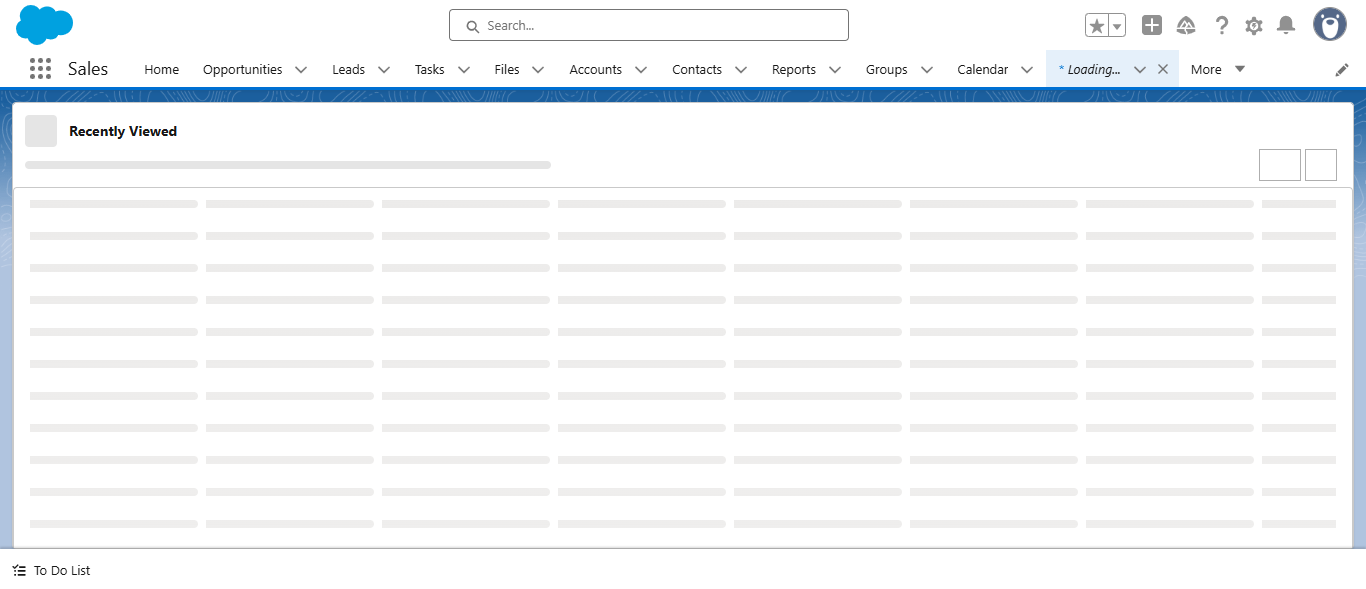 Search...
Sales
Home
Opportunities
Leads
Tasks
Files
Accounts
Contacts
Reports
Groups
Calendar
* Loading...
More
Recently Viewed
To Do List